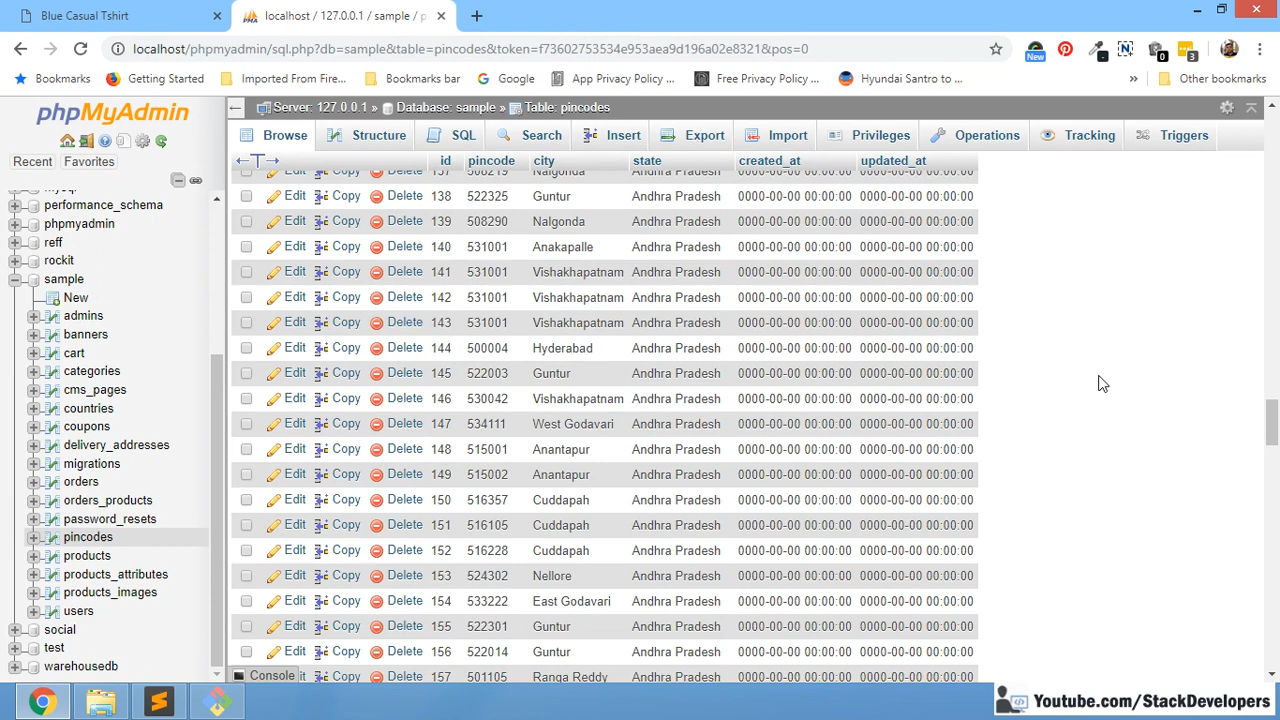 Blue Casual Tshirt
localhost / 127.0.0.1 / sample / p
localhost/phpmyadmin/sql.php?db=sample&table=pincodes&token=f73602753534e953aea9d196a02e8321&pos=0
New
0
3
Bookmarks
Getting Started
Imported From Fire...
Bookmarks bar
Google
App Privacy Policy ...
Free Privacy Policy ...
Hyundai Santro to ...
Other bookmarks
phpMyAdmin
Recent
Favorites
mysql
performance_schema
phpmyadmin
reff
rockit
sample
New
admins
banners
cart
categories
cms_pages
countries
coupons
delivery_addresses
migrations
orders
orders_products
password_resets
pincodes
products
products_attributes
products_images
users
social
test
warehousedb
Server: 127.0.0.1 » Database: sample » Table: pincodes
Browse Structure SQL Search Insert Export Import Privileges Operations Tracking Triggers
id pincode city state created_at updated_at
Edit Copy Delete 137 508219 Nalgonda Andhra Pradesh 0000-00-00 00:00:00 0000-00-00 00:00:00
Edit Copy Delete 138 522325 Guntur Andhra Pradesh 0000-00-00 00:00:00 0000-00-00 00:00:00
Edit Copy Delete 139 508290 Nalgonda Andhra Pradesh 0000-00-00 00:00:00 0000-00-00 00:00:00
Edit Copy Delete 140 531001 Anakapalle Andhra Pradesh 0000-00-00 00:00:00 0000-00-00 00:00:00
Edit Copy Delete 141 531001 Vishakhapatnam Andhra Pradesh 0000-00-00 00:00:00 0000-00-00 00:00:00
Edit Copy Delete 142 531001 Vishakhapatnam Andhra Pradesh 0000-00-00 00:00:00 0000-00-00 00:00:00
Edit Copy Delete 143 531001 Vishakhapatnam Andhra Pradesh 0000-00-00 00:00:00 0000-00-00 00:00:00
Edit Copy Delete 144 500004 Hyderabad Andhra Pradesh 0000-00-00 00:00:00 0000-00-00 00:00:00
Edit Copy Delete 145 522003 Guntur Andhra Pradesh 0000-00-00 00:00:00 0000-00-00 00:00:00
Edit Copy Delete 146 530042 Vishakhapatnam Andhra Pradesh 0000-00-00 00:00:00 0000-00-00 00:00:00
Edit Copy Delete 147 534111 West Godavari Andhra Pradesh 0000-00-00 00:00:00 0000-00-00 00:00:00
Edit Copy Delete 148 515001 Anantapur Andhra Pradesh 0000-00-00 00:00:00 0000-00-00 00:00:00
Edit Copy Delete 149 515002 Anantapur Andhra Pradesh 0000-00-00 00:00:00 0000-00-00 00:00:00
Edit Copy Delete 150 516357 Cuddapah Andhra Pradesh 0000-00-00 00:00:00 0000-00-00 00:00:00
Edit Copy Delete 151 516105 Cuddapah Andhra Pradesh 0000-00-00 00:00:00 0000-00-00 00:00:00
Edit Copy Delete 152 516228 Cuddapah Andhra Pradesh 0000-00-00 00:00:00 0000-00-00 00:00:00
Edit Copy Delete 153 524302 Nellore Andhra Pradesh 0000-00-00 00:00:00 0000-00-00 00:00:00
Edit Copy Delete 154 533222 East Godavari Andhra Pradesh 0000-00-00 00:00:00 0000-00-00 00:00:00
Edit Copy Delete 155 522301 Guntur Andhra Pradesh 0000-00-00 00:00:00 0000-00-00 00:00:00
Edit Copy Delete 156 522014 Guntur Andhra Pradesh 0000-00-00 00:00:00 0000-00-00 00:00:00
Copy Delete 157 501105 Ranga Reddy Andhra Pradesh 0000-00-00 00:00:00 0000-00-00 00:00:00
Console
Youtube.com/StackDevelopers